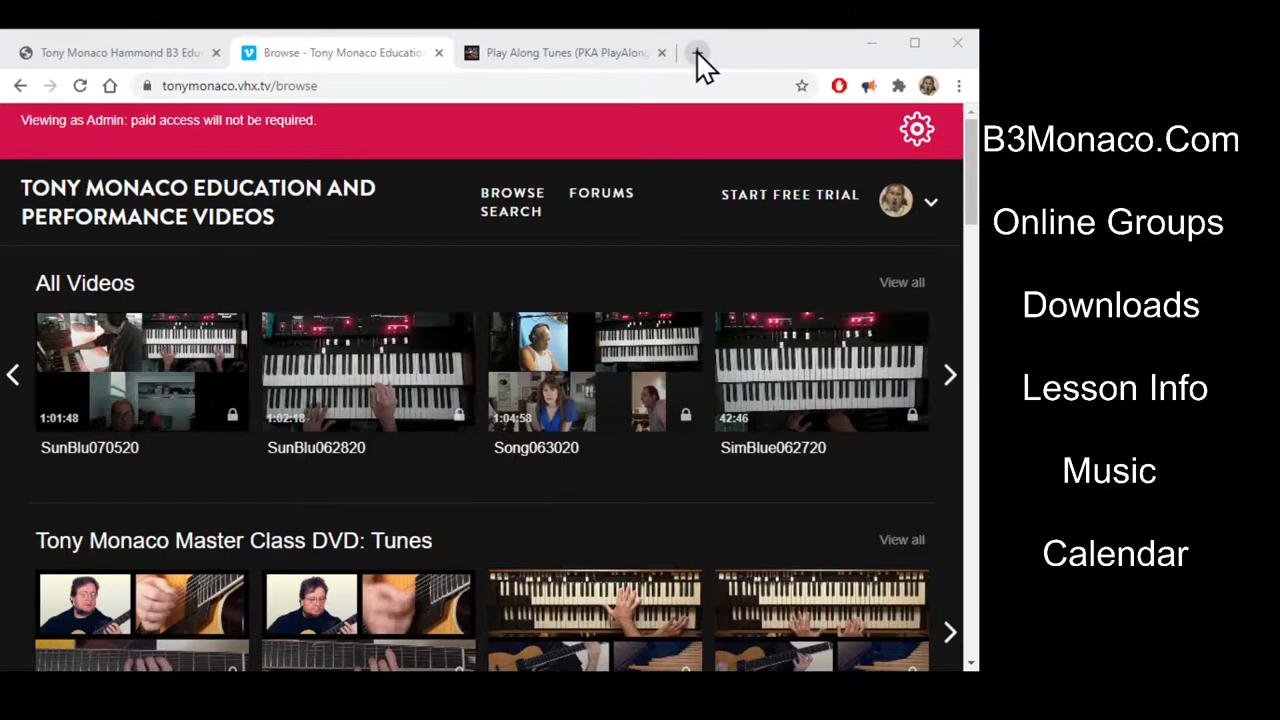 Tony Monaco Hammond B3 Edu
Browse - Tony Monaco Education
Play Along Tunes (PKA PlayAlong
tonymonaco.vhx.tv/browse
Viewing as Admin: paid access will not be required.
TONY MONACO EDUCATION AND
PERFORMANCE VIDEOS
BROWSE
FORUMS
SEARCH
START FREE TRIAL
All Videos
View all
1:01:48
1:02:18
1:04:58
42:46
SunBlu070520
SunBlu062820
Song063020
SimBlue062720
Tony Monaco Master Class DVD: Tunes
View all
B3Monaco.Com
Online Groups
Downloads
Lesson Info
Music
Calendar